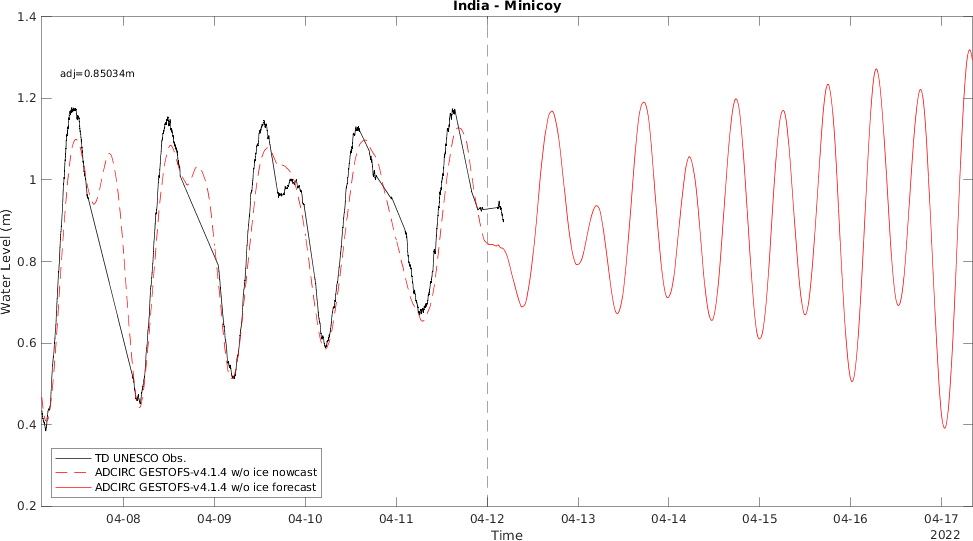 India - Minicoy
1.4
1.2
1
0.8
0.6
0.4
0.2
Water Level (m)
adj=0.85034m
TD UNESCO Obs.
ADCIRC GESTOFS-v4.1.4 w/o ice nowcast
ADCIRC GESTOFS-v4.1.4 w/o ice forecast
04-08 04-09 04-10 04-11 04-12 04-13 04-14 04-15 04-16 04-17
Time
2022